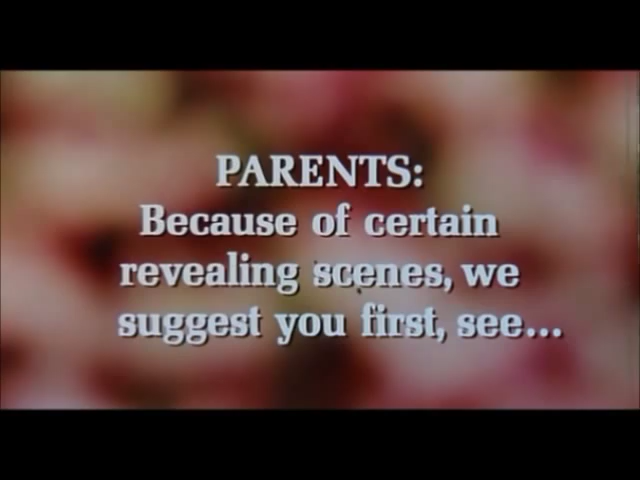 PARENTS:
Because of certain
revealing scenes, we
suggest you first, see...